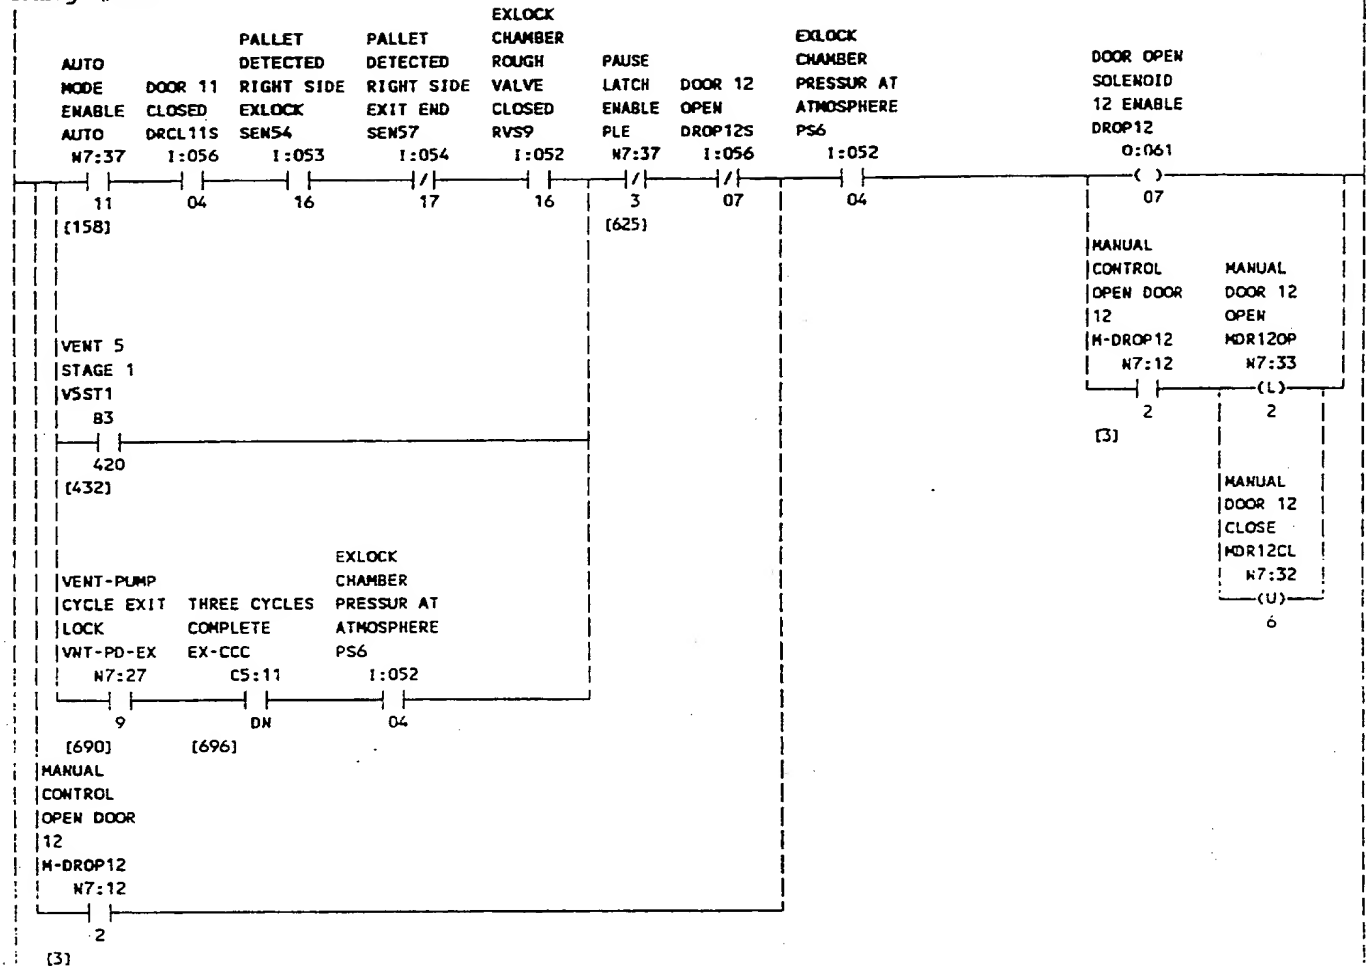 EXLOCK
PALLET PALLET CHAMBER EXLOCK
AUTO DETECTED DETECTED ROUGH PAUSE CHAMBER DOOR OPEN
MODE DOOR 11 RIGHT SIDE RIGHT SIDE VALVE LATCH DOOR 12 PRESSUR AT SOLENOID
ENABLE CLOSED EXLOCK EXIT END CLOSED ENABLE OPEN ATMOSPHERE 12 ENABLE
AUTO DRCL11S SEN54 SEN57 RVS9 PLE DROP12S PS6 DROP12
N7:37 I:056 I:053 I:054 I:052 N7:37 I:056 I:052 O:061
11 04 16 17 16 3 07 04 07
[158] [625]
MANUAL
CONTROL MANUAL
OPEN DOOR DOOR 12
12 OPEN
M-DROP12 MDR12OP
N7:12 N7:33
(L)
2 2
[3]
VENT 5
STAGE 1
V5ST1
B3
420
[432]
MANUAL
DOOR 12
CLOSE
MDR12CL
N7:32
(U)
6
EXLOCK
VENT-PUMP CHAMBER
CYCLE EXIT THREE CYCLES PRESSUR AT
LOCK COMPLETE ATMOSPHERE
VNT-PD-EX EX-CCC PS6
N7:27 C5:11 I:052
9 DN 04
[690] [696]
MANUAL
CONTROL
OPEN DOOR
12
M-DROP12
N7:12
2
[3]